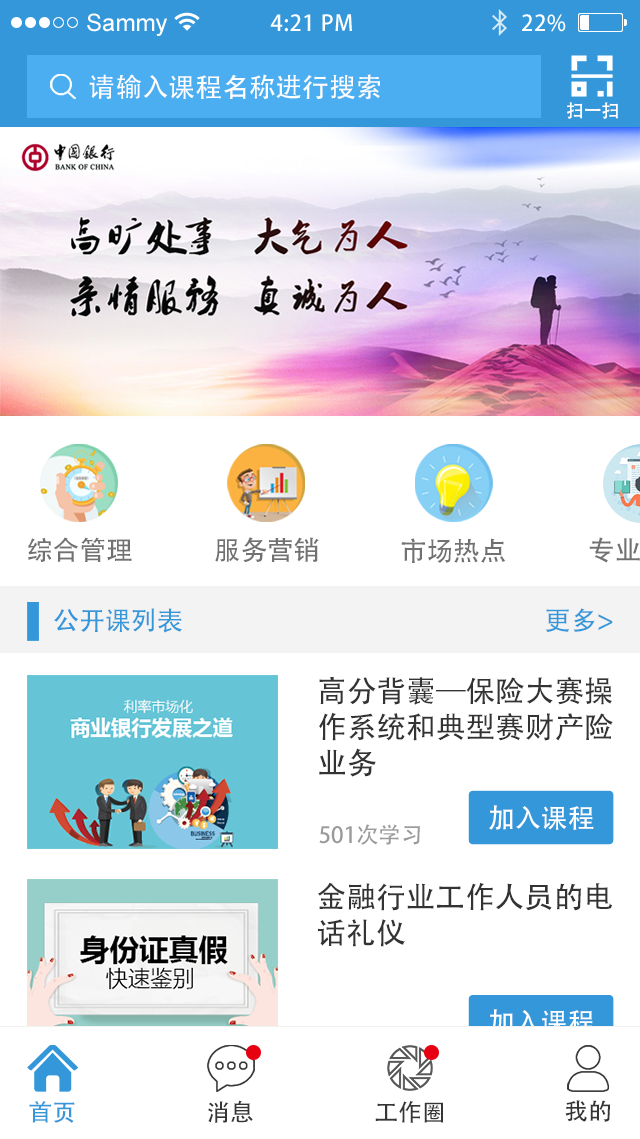 Sammy 4:21 PM 22%
请输入课程名称进行搜索
扫一扫
中国银行
BANK OF CHINA
高旷处事 大气为人
亲情服務 真诚为人
综合管理 服务营销 市场热点 专业
公开课列表 更多>
利率市场化
商业银行发展之道
BUSINESS
高分背囊—保险大赛操
作系统和典型赛财产险
业务
501次学习
加入课程
身份证真假
快速鉴别
金融行业工作人员的电
话礼仪
加入课程
首页 消息 工作圈 我的